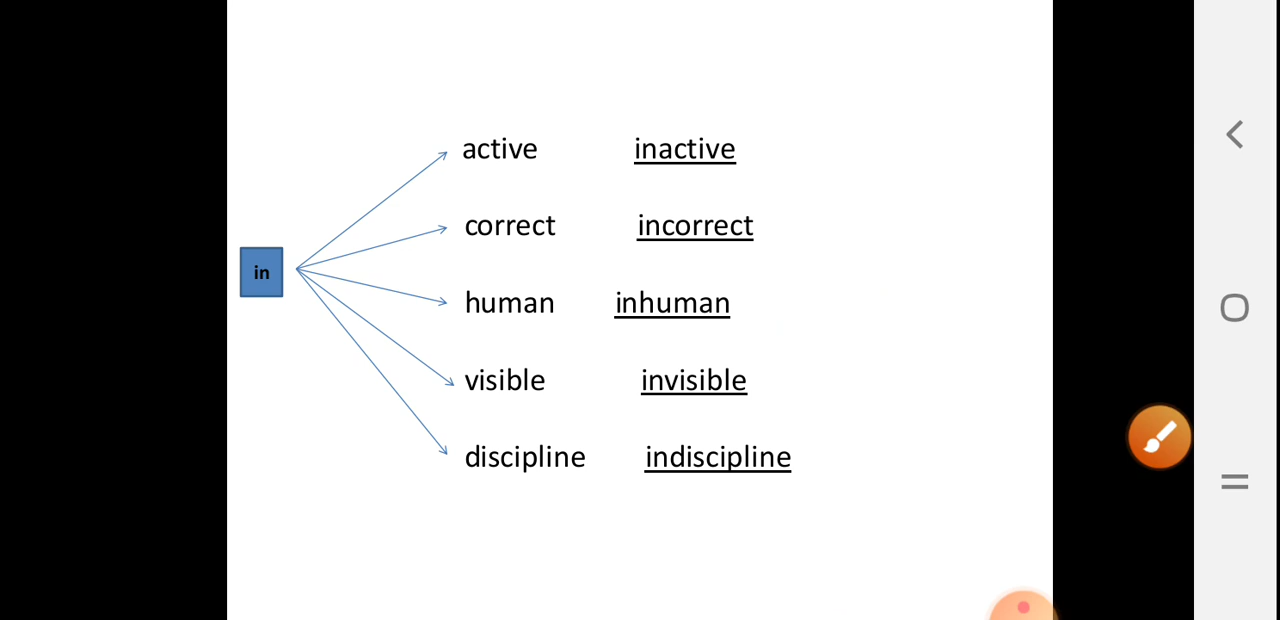 active inactive
correct incorrect
in
human inhuman
visible invisible
discipline indiscipline